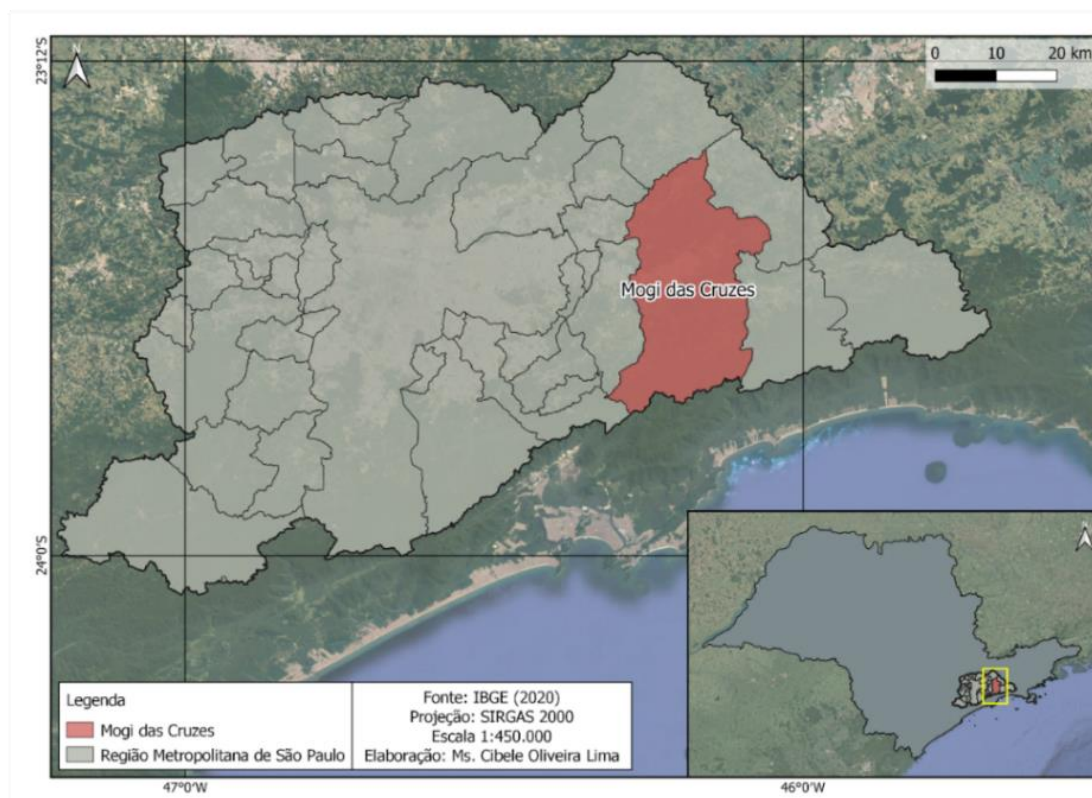 N
23°12'S
0 10 20 km
Mogi das Cruzes
24°0'S
Legenda
Mogi das Cruzes
Região Metropolitana de São Paulo
Fonte: IBGE (2020)
Projeção: SIRGAS 2000
Escala 1:450.000
Elaboração: Ms. Cibele Oliveira Lima
47°0'W
46°0'W